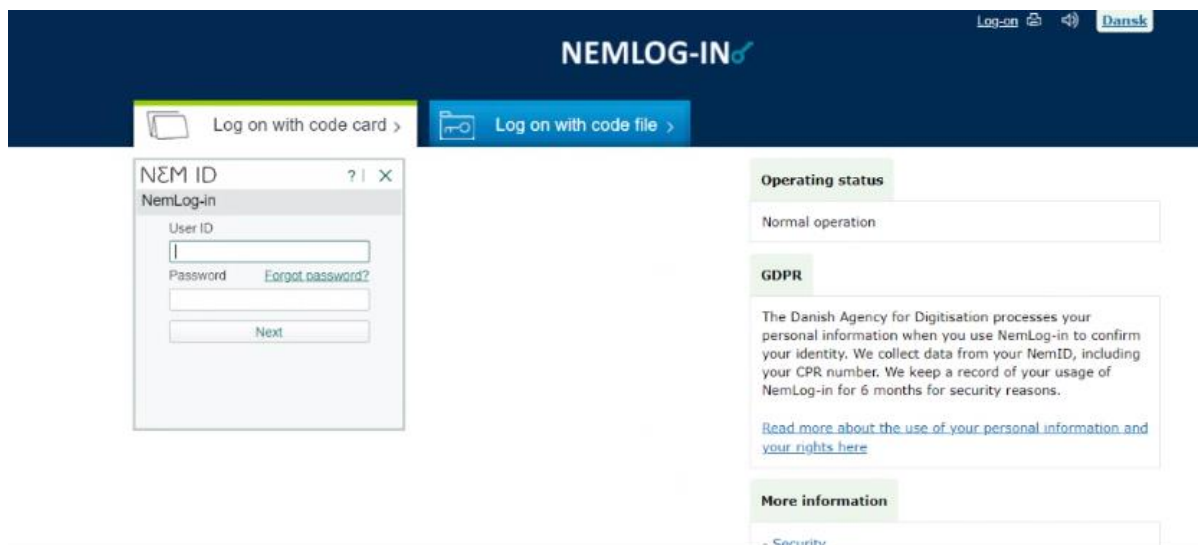 Log-on Dansk
NEMLOG-IN
Log on with code card >
Log on with code file >
NEM ID ? | X
NemLog-in
User ID
Password Forgot password?
Next
Operating status
Normal operation
GDPR
The Danish Agency for Digitisation processes your
personal information when you use NemLog-in to confirm
your identity. We collect data from your NemID, including
your CPR number. We keep a record of your usage of
NemLog-in for 6 months for security reasons.
Read more about the use of your personal information and
your rights here
More information
- Security